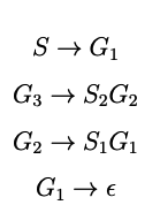 S → G₁
G₃ → S₂G₂
G₂ → S₁G₁
G₁ → ϵ